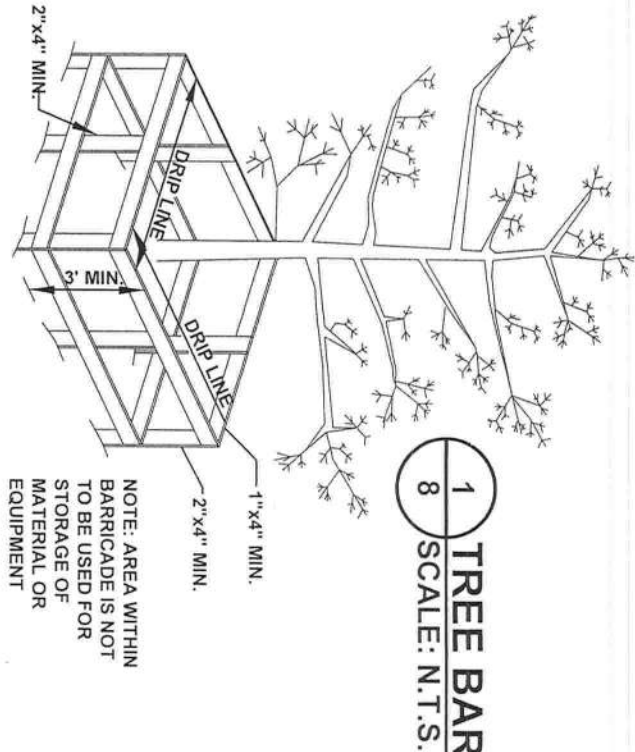 2"x4" MIN.
DRIP LINE
3' MIN.
DRIP LINE
1"x4" MIN.
2"x4" MIN.
NOTE: AREA WITHIN
BARRICADE IS NOT
TO BE USED FOR
STORAGE OF
MATERIAL OR
EQUIPMENT
1
8
TREE BAR
SCALE: N.T.S.